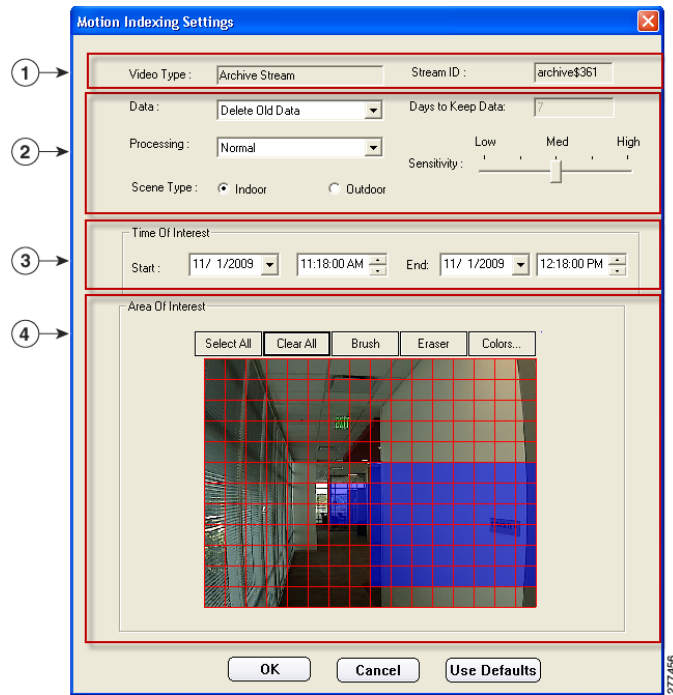 Motion Indexing Settings
1
Video Type : Archive Stream Stream ID : archive$361
2
Data : Delete Old Data Days to Keep Data: 7
Processing : Normal
Sensitivity : Low Med High
Scene Type : Indoor Outdoor
3
Time Of Interest
Start : 11/ 1/2009 11:18:00 AM End: 11/ 1/2009 12:18:00 PM
4
Area Of Interest
Select All Clear All Brush Eraser Colors...
EXIT
OK Cancel Use Defaults
277456